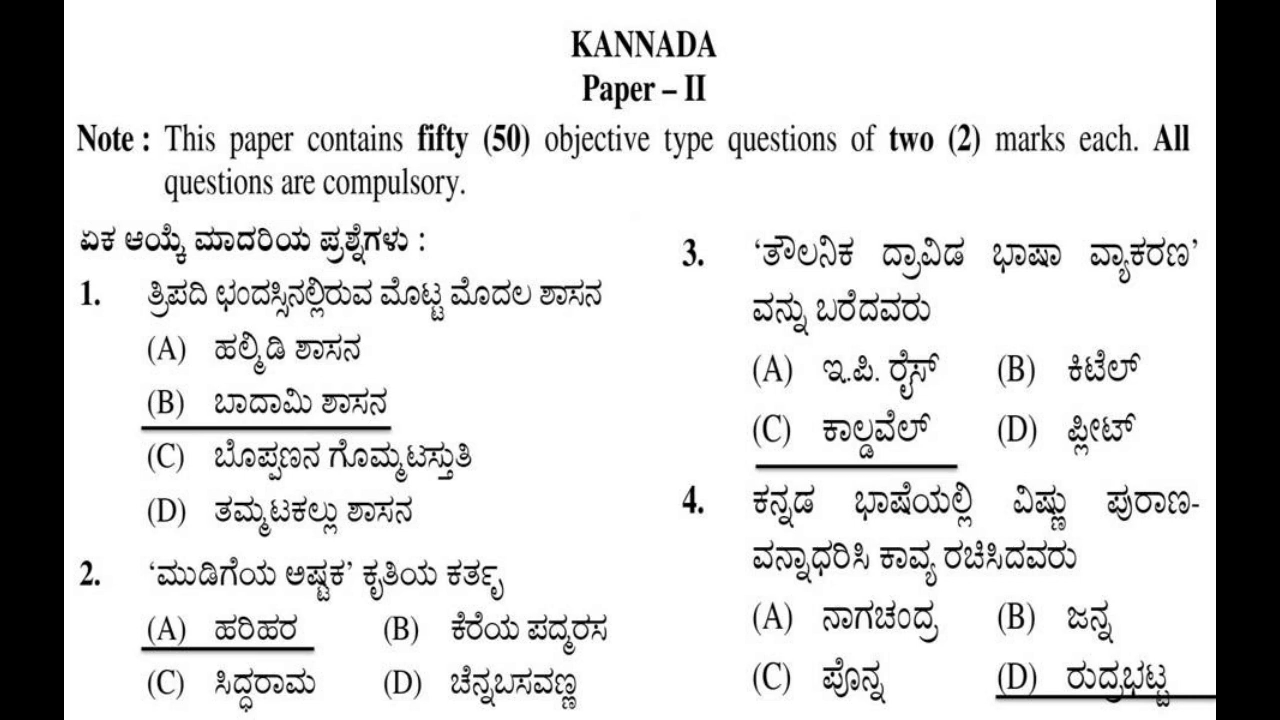 KANNADA
Paper – II
Note : This paper contains fifty (50) objective type questions of two (2) marks each. All
questions are compulsory.
ಏಕ ಆಯ್ಕೆ ಮಾದರಿಯ ಪ್ರಶ್ನೆಗಳು :
1. ತ್ರಿಪದಿ ಛಂದಸ್ಸಿನಲ್ಲಿರುವ ಮೊಟ್ಟ ಮೊದಲ ಶಾಸನ
(A) ಹಲ್ಮಿಡಿ ಶಾಸನ
(B) ಬಾದಾಮಿ ಶಾಸನ
(C) ಬೊಪ್ಪಣನ ಗೊಮ್ಮಟಸ್ತುತಿ
(D) ತಮ್ಮಟಕಲ್ಲು ಶಾಸನ
2. ‘ಮುಡಿಗೆಯ ಅಷ್ಟಕ’ ಕೃತಿಯ ಕರ್ತೃ
(A) ಹರಿಹರ (B) ಕೆರೆಯ ಪದ್ಮರಸ
(C) ಸಿದ್ಧರಾಮ (D) ಚೆನ್ನಬಸವಣ್ಣ
3. ‘ತೌಲನಿಕ ದ್ರಾವಿಡ ಭಾಷಾ ವ್ಯಾಕರಣ’
ವನ್ನು ಬರೆದವರು
(A) ಇ.ಪಿ. ರೈಸ್ (B) ಕಿಟೆಲ್
(C) ಕಾಲ್ಡವೆಲ್ (D) ಪ್ಲೀಟ್
4. ಕನ್ನಡ ಭಾಷೆಯಲ್ಲಿ ವಿಷ್ಣು ಪುರಾಣ-
ವನ್ನಾಧರಿಸಿ ಕಾವ್ಯ ರಚಿಸಿದವರು
(A) ನಾಗಚಂದ್ರ (B) ಜನ್ನ
(C) ಪೊನ್ನ (D) ರುದ್ರಭಟ್ಟ